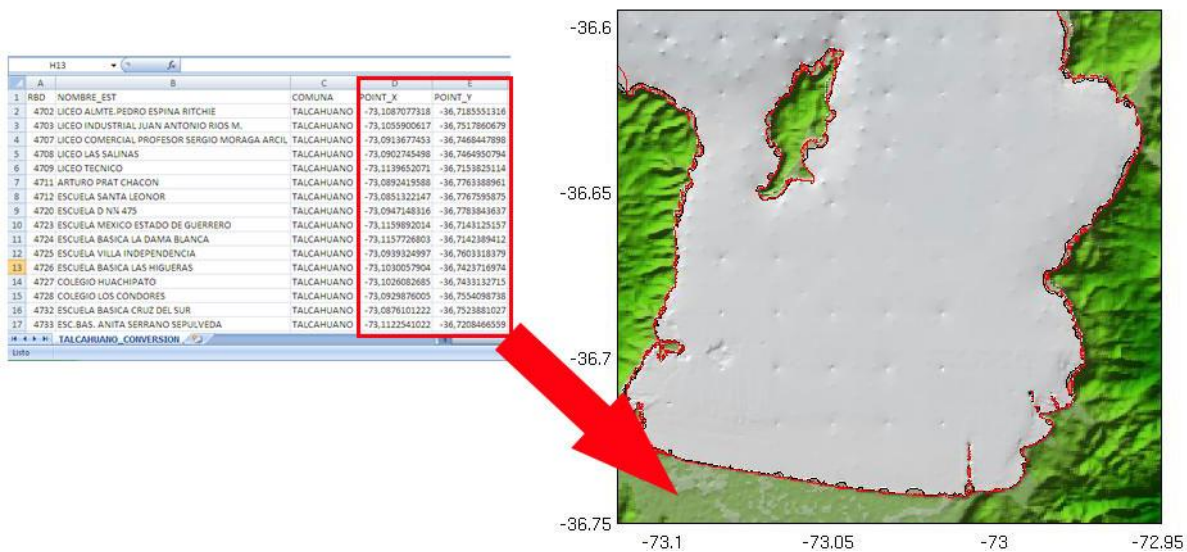 H13 fx
A B C D E
1 RBD NOMBRE_EST COMUNA POINT_X POINT_Y
2 4702 LICEO ALMTE.PEDRO ESPINA RITCHIE TALCAHUANO -73,1087077318 -36,7185551316
3 4703 LICEO INDUSTRIAL JUAN ANTONIO RIOS M. TALCAHUANO -73,1055900617 -36,7517860679
4 4707 LICEO COMERCIAL PROFESOR SERGIO MORAGA ARCIL TALCAHUANO -73,0913677453 -36,7468447898
5 4708 LICEO LAS SALINAS TALCAHUANO -73,0902745498 -36,7464950794
6 4709 LICEO TECNICO TALCAHUANO -73,1139652071 -36,7153825114
7 4711 ARTURO PRAT CHACON TALCAHUANO -73,0892419588 -36,7763388961
8 4712 ESCUELA SANTA LEONOR TALCAHUANO -73,0851322147 -36,7767595875
9 4720 ESCUELA D N¾ 475 TALCAHUANO -73,0947148316 -36,7783843637
10 4723 ESCUELA MEXICO ESTADO DE GUERRERO TALCAHUANO -73,1159892014 -36,7143125157
11 4724 ESCUELA BASICA LA DAMA BLANCA TALCAHUANO -73,1157726803 -36,7142389412
12 4725 ESCUELA VILLA INDEPENDENCIA TALCAHUANO -73,0939324997 -36,7603318379
13 4726 ESCUELA BASICA LAS HIGUERAS TALCAHUANO -73,1030057904 -36,7423716974
14 4727 COLEGIO HUACHIPATO TALCAHUANO -73,1026082685 -36,7433132715
15 4728 COLEGIO LOS CONDORES TALCAHUANO -73,0929876005 -36,7554098738
16 4732 ESCUELA BASICA CRUZ DEL SUR TALCAHUANO -73,0876101222 -36,7523881027
17 4733 ESC.BAS. ANITA SERRANO SEPULVEDA TALCAHUANO -73,1122541022 -36,7208466559
TALCAHUANO_CONVERSION
Listo
-36.6
-36.65
-36.7
-36.75
-73.1 -73.05 -73 -72.95